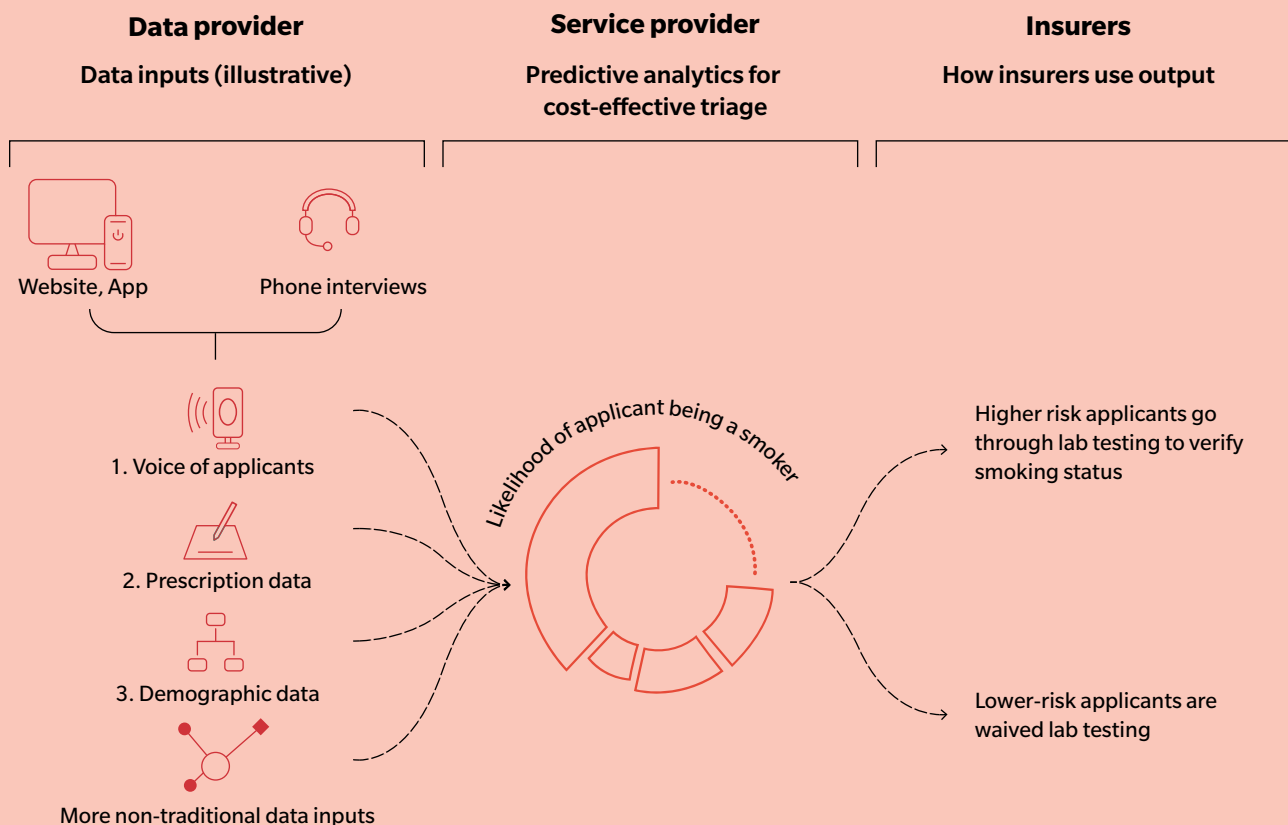 Data provider
Data inputs (illustrative)
Service provider
Predictive analytics for
cost-effective triage
Insurers
How insurers use output
Website, App
Phone interviews
1. Voice of applicants
2. Prescription data
3. Demographic data
More non-traditional data inputs
Likelihood of applicant being a smoker
Higher risk applicants go
through lab testing to verify
smoking status
Lower-risk applicants are
waived lab testing